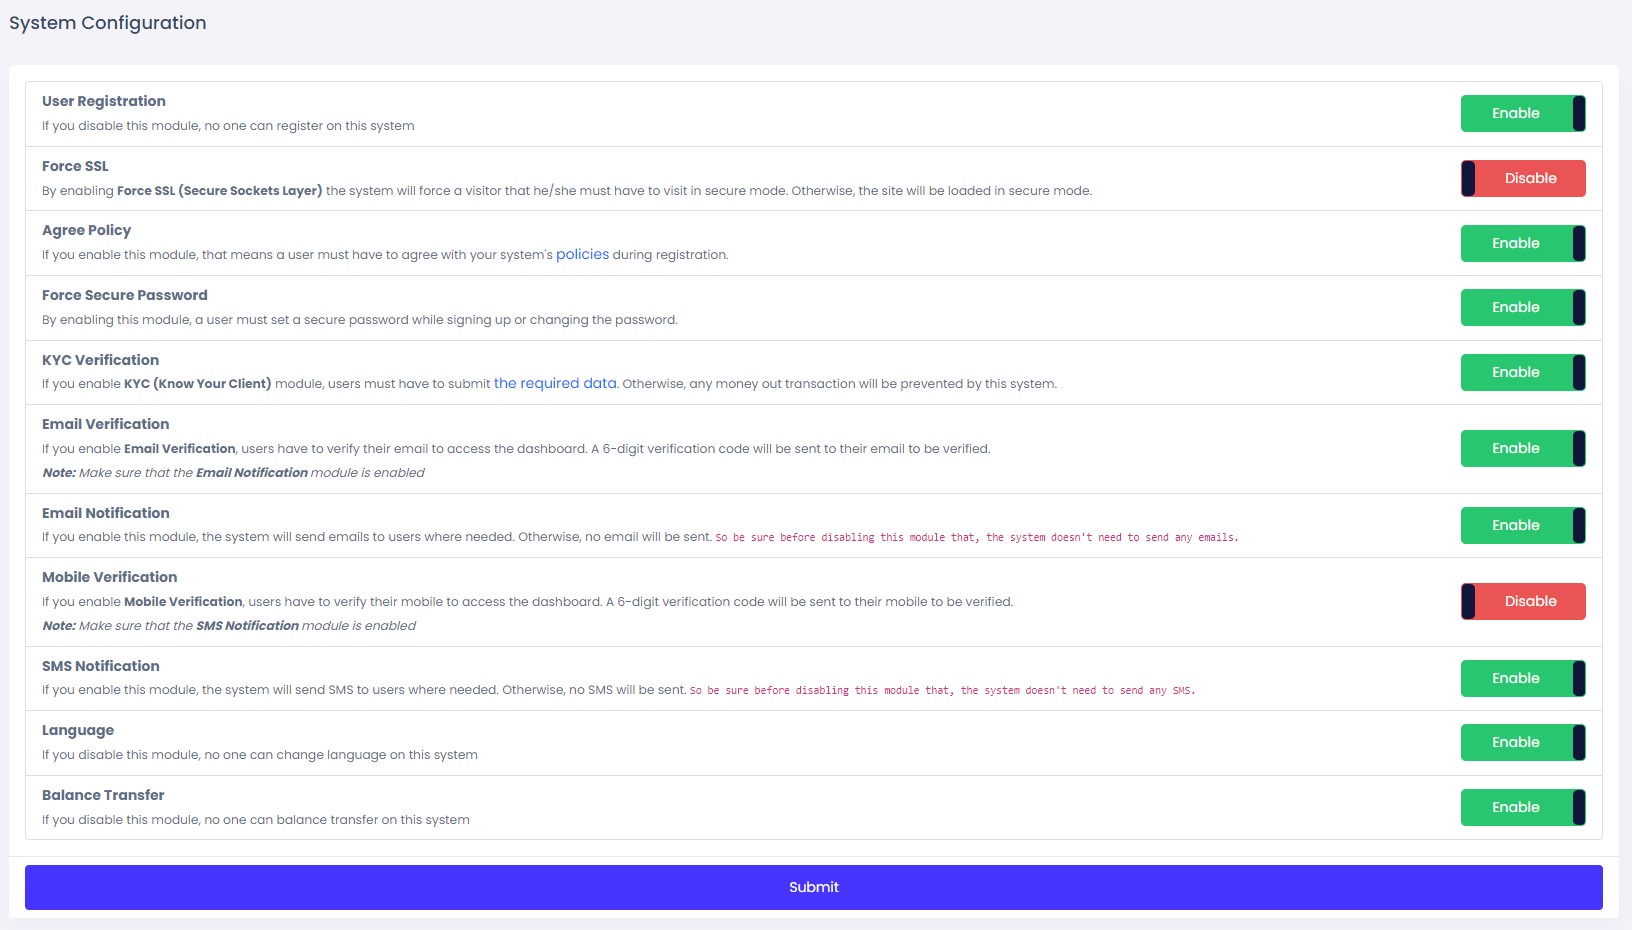 System Configuration
User Registration
If you disable this module, no one can register on this system
Enable
Force SSL
By enabling Force SSL (Secure Sockets Layer) the system will force a visitor that he/she must have to visit in secure mode. Otherwise, the site will be loaded in secure mode.
Disable
Agree Policy
If you enable this module, that means a user must have to agree with your system's policies during registration.
Enable
Force Secure Password
By enabling this module, a user must set a secure password while signing up or changing the password.
Enable
KYC Verification
If you enable KYC (Know Your Client) module, users must have to submit the required data. Otherwise, any money out transaction will be prevented by this system.
Enable
Email Verification
If you enable Email Verification, users have to verify their email to access the dashboard. A 6-digit verification code will be sent to their email to be verified.
Note: Make sure that the Email Notification module is enabled
Enable
Email Notification
If you enable this module, the system will send emails to users where needed. Otherwise, no email will be sent. So be sure before disabling this module that, the system doesn't need to send any emails.
Enable
Mobile Verification
If you enable Mobile Verification, users have to verify their mobile to access the dashboard. A 6-digit verification code will be sent to their mobile to be verified.
Note: Make sure that the SMS Notification module is enabled
Disable
SMS Notification
If you enable this module, the system will send SMS to users where needed. Otherwise, no SMS will be sent. So be sure before disabling this module that, the system doesn't need to send any SMS.
Enable
Language
If you disable this module, no one can change language on this system
Enable
Balance Transfer
If you disable this module, no one can balance transfer on this system
Enable
Submit